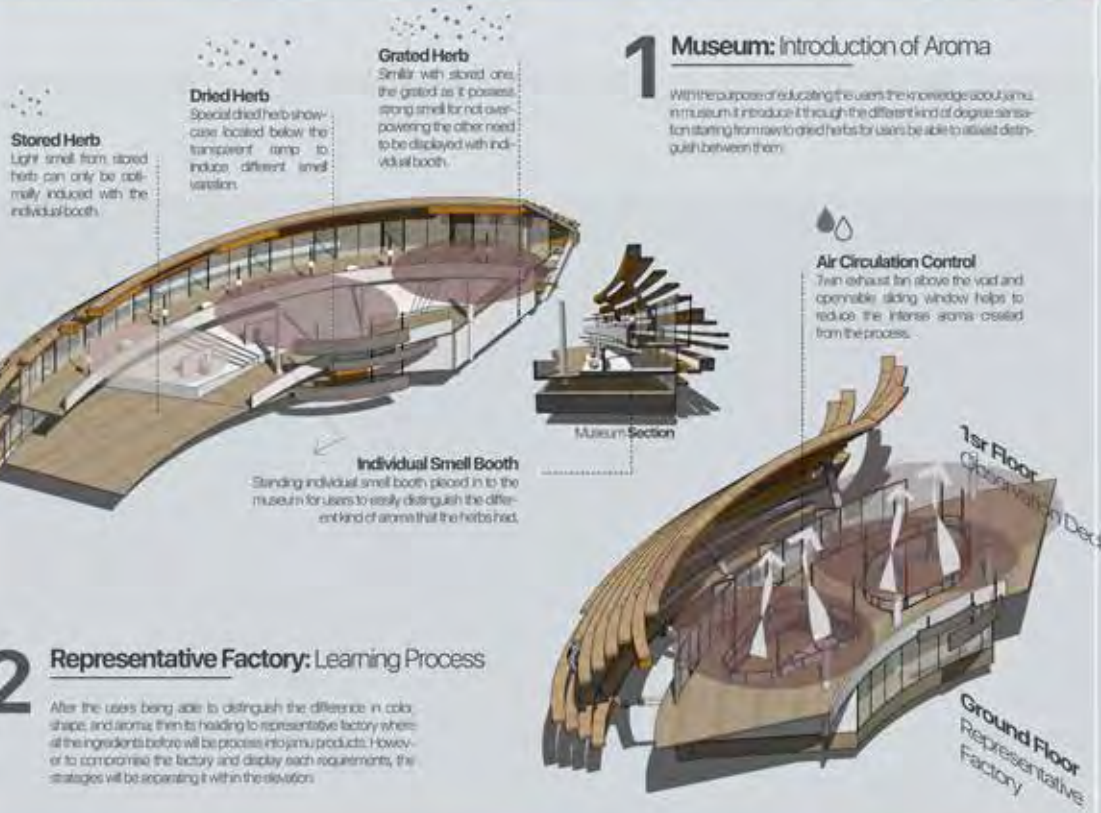 Stored Herb
Light smell from stored
herb can only be opti-
mally induced with the
individual booth.
Dried Herb
Special dried herb show-
case located below the
transparent ramp to
induce different smell
variation.
Grated Herb
Similar with stored one,
the grated as it possess
strong smell for not over-
powering the other need
to be displayed with indi-
vidual booth.
1 Museum: Introduction of Aroma
With the purpose of educating the users the knowledge about jamu,
in museum it introduce it through the different kind of degree sensa-
tion starting from raw to dried herbs for users be able to atleast distin-
guish between them.
Air Circulation Control
Twin exhaust fan above the void and
opennable sliding window helps to
reduce the intense aroma created
from the process.
Museum Section
Individual Smell Booth
Standing individual smell booth placed in to the
museum for users to easily distinguish the differ-
ent kind of aroma that the herbs had.
1sr Floor
Observation Deck
2 Representative Factory: Learning Process
After the users being able to distinguish the difference in color,
shape, and aroma, then its heading to representative factory where
all the ingredients before will be process into jamu products. Howev-
er to compromise the factory and display each requirements, the
strategies will be separating it within the elevation.
Ground Floor
Representative
Factory